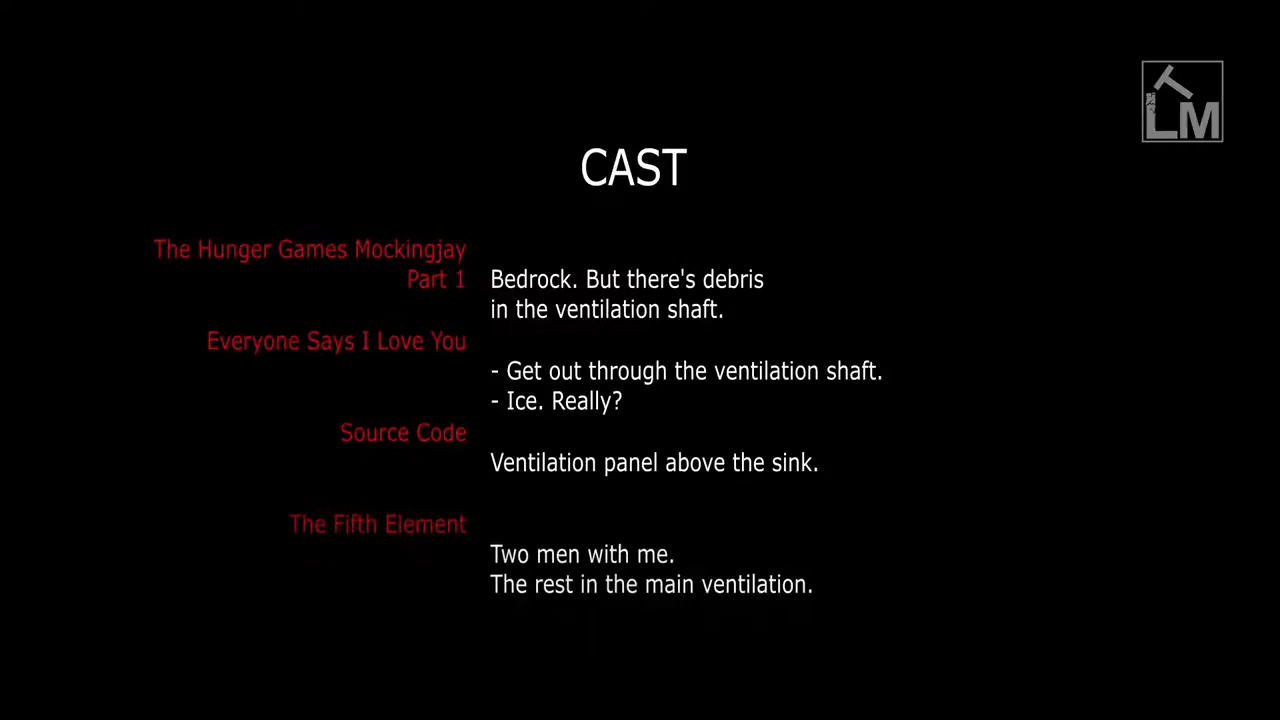 TLM
CAST
The Hunger Games Mockingjay
Part 1
Bedrock. But there's debris
in the ventilation shaft.
Everyone Says I Love You
- Get out through the ventilation shaft.
- Ice. Really?
Source Code
Ventilation panel above the sink.
The Fifth Element
Two men with me.
The rest in the main ventilation.